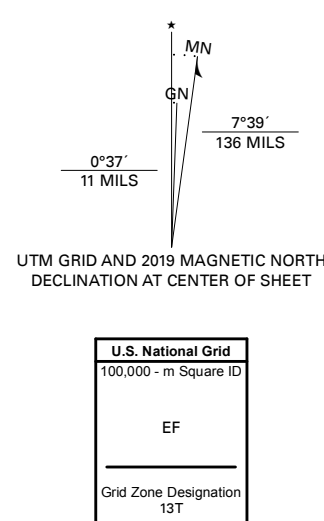 ★
MN
GN
7°39´
136 MILS
0°37´
11 MILS
UTM GRID AND 2019 MAGNETIC NORTH
DECLINATION AT CENTER OF SHEET
U.S. National Grid
100,000 - m Square ID
EF
Grid Zone Designation
13T